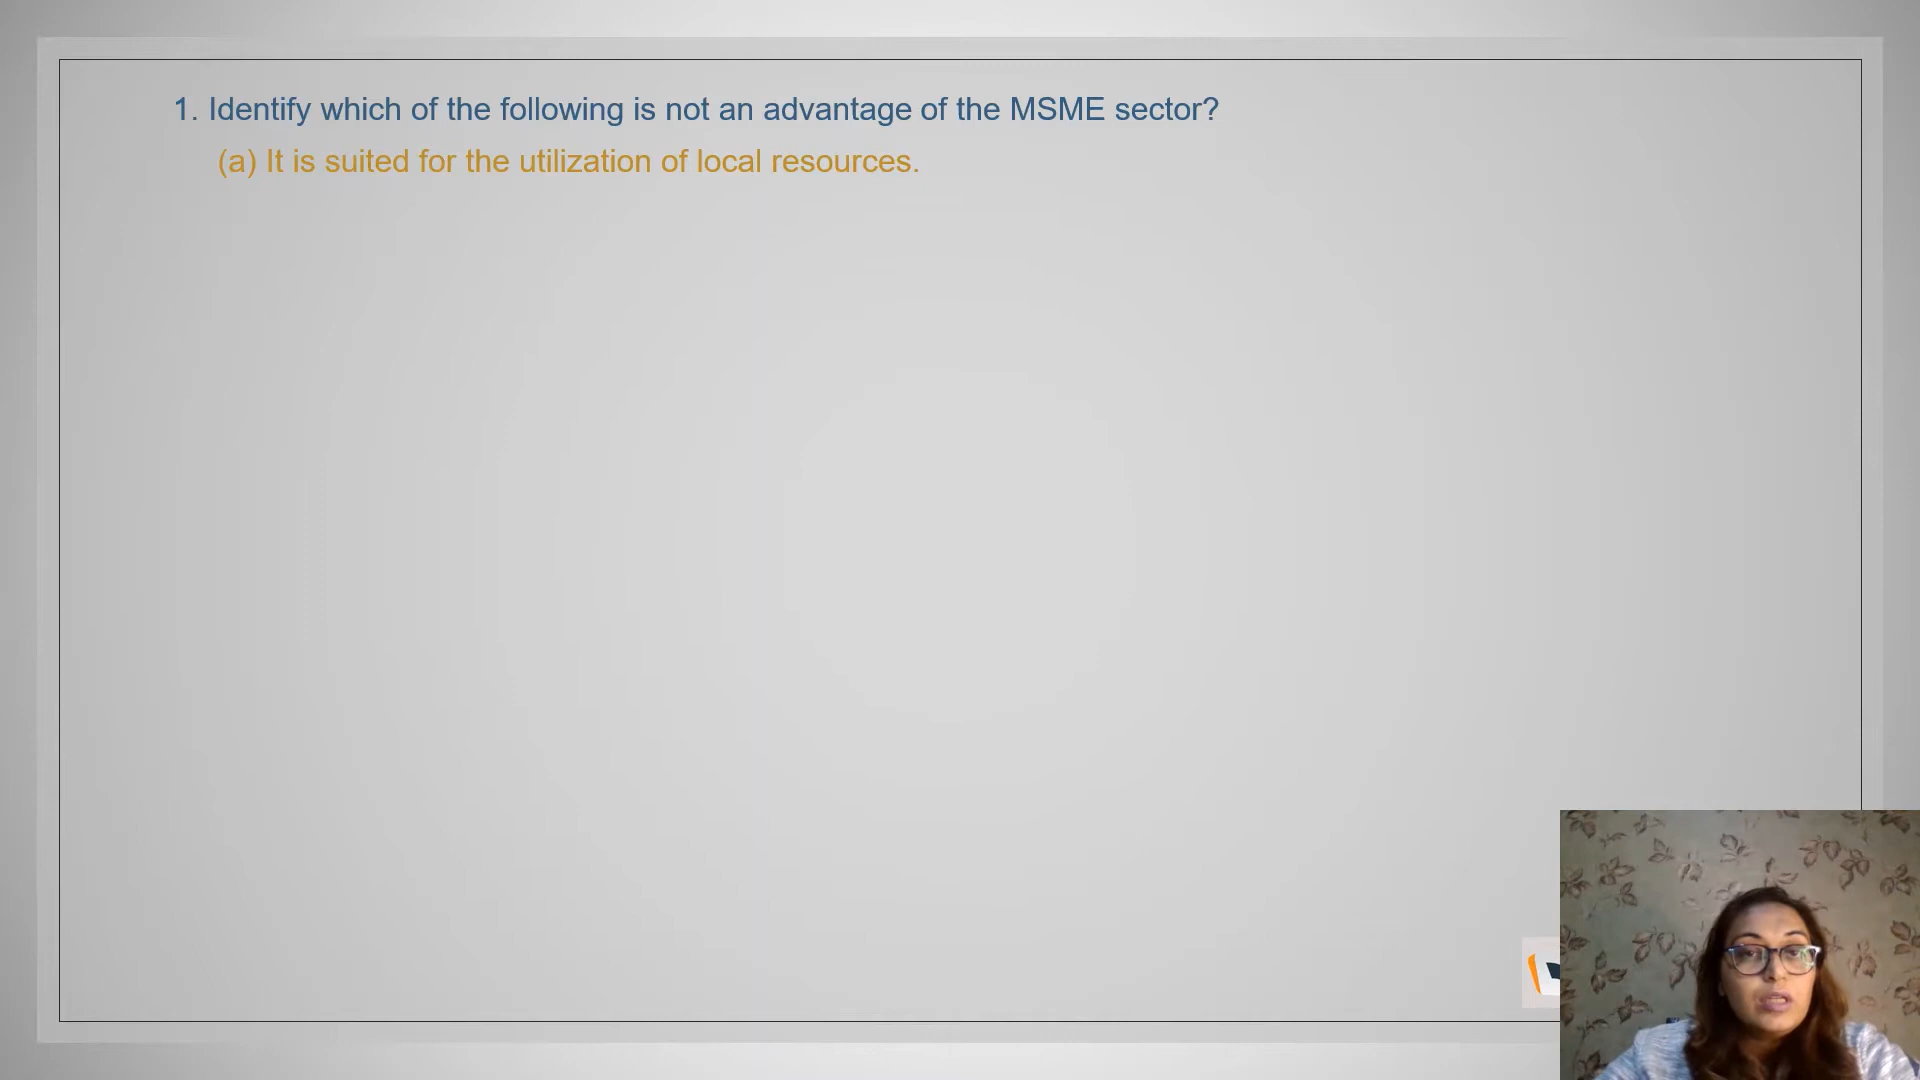 1. Identify which of the following is not an advantage of the MSME sector?
(a) It is suited for the utilization of local resources.